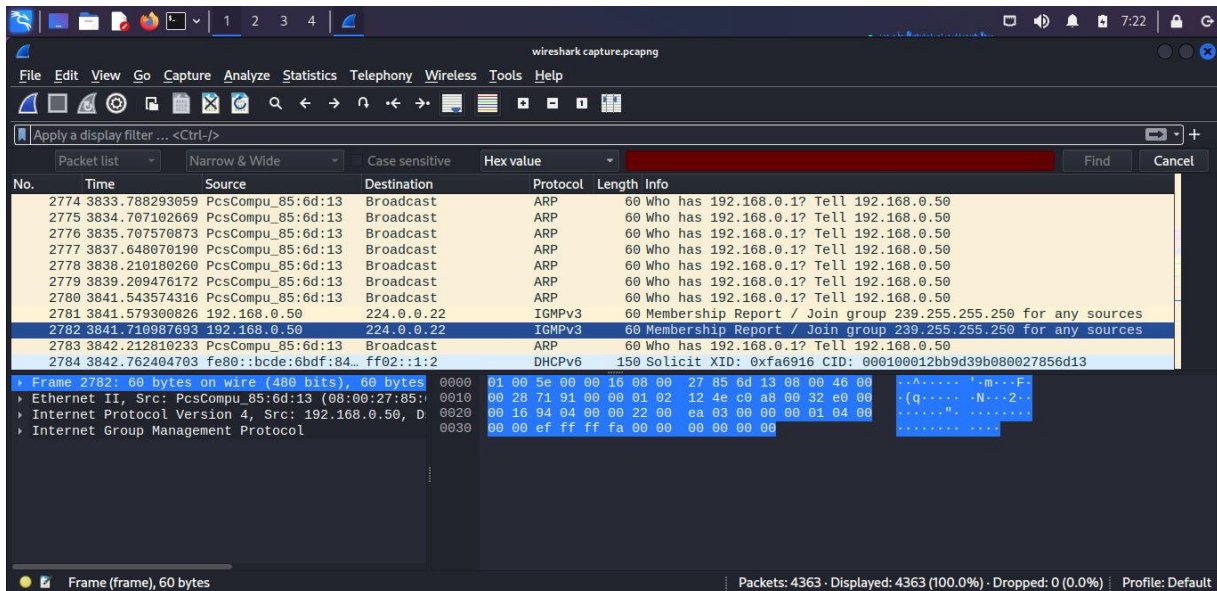 1 2 3 4 7:22
wireshark capture.pcapng
File Edit View Go Capture Analyze Statistics Telephony Wireless Tools Help
Apply a display filter ... <Ctrl-/>
Packet list Narrow & Wide Case sensitive Hex value Find Cancel
No. Time Source Destination Protocol Length Info
2774 3833.788293059 PcsCompu_85:6d:13 Broadcast ARP 60 Who has 192.168.0.1? Tell 192.168.0.50
2775 3834.707102669 PcsCompu_85:6d:13 Broadcast ARP 60 Who has 192.168.0.1? Tell 192.168.0.50
2776 3835.707570873 PcsCompu_85:6d:13 Broadcast ARP 60 Who has 192.168.0.1? Tell 192.168.0.50
2777 3837.648070190 PcsCompu_85:6d:13 Broadcast ARP 60 Who has 192.168.0.1? Tell 192.168.0.50
2778 3838.210180260 PcsCompu_85:6d:13 Broadcast ARP 60 Who has 192.168.0.1? Tell 192.168.0.50
2779 3839.209476172 PcsCompu_85:6d:13 Broadcast ARP 60 Who has 192.168.0.1? Tell 192.168.0.50
2780 3841.543574316 PcsCompu_85:6d:13 Broadcast ARP 60 Who has 192.168.0.1? Tell 192.168.0.50
2781 3841.579300826 192.168.0.50 224.0.0.22 IGMPv3 60 Membership Report / Join group 239.255.255.250 for any sources
2782 3841.710987693 192.168.0.50 224.0.0.22 IGMPv3 60 Membership Report / Join group 239.255.255.250 for any sources
2783 3842.212810233 PcsCompu_85:6d:13 Broadcast ARP 60 Who has 192.168.0.1? Tell 192.168.0.50
2784 3842.762404703 fe80::bcde:6bdf:84… ff02::1:2 DHCPv6 150 Solicit XID: 0xfa6916 CID: 000100012bb9d39b080027856d13
Frame 2782: 60 bytes on wire (480 bits), 60 bytes 0000 01 00 5e 00 00 16 08 00 27 85 6d 13 08 00 46 00 ··^····· '·m···F·
Ethernet II, Src: PcsCompu_85:6d:13 (08:00:27:85: 0010 00 28 71 91 00 00 01 02 12 4e c0 a8 00 32 e0 00 ·(q····· ·N···2··
Internet Protocol Version 4, Src: 192.168.0.50, D 0020 00 16 94 04 00 00 22 00 ea 03 00 00 00 01 04 00 ······"· ········
Internet Group Management Protocol 0030 00 00 ef ff ff fa 00 00 00 00 00 00 ········ ····
Frame (frame), 60 bytes Packets: 4363 · Displayed: 4363 (100.0%) · Dropped: 0 (0.0%) Profile: Default